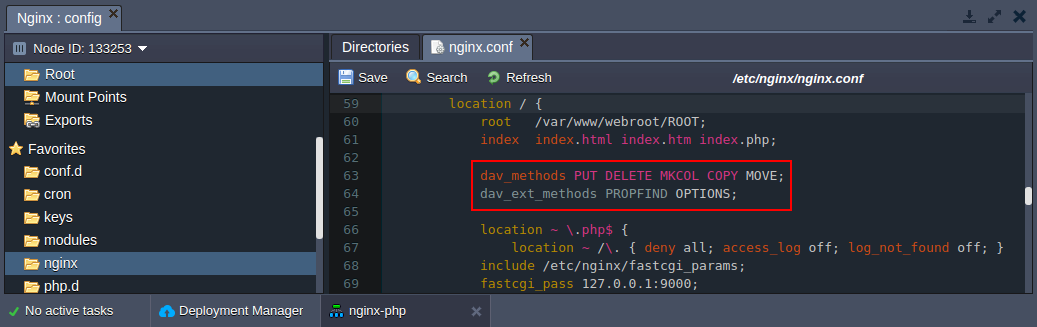 Nginx : config
Node ID: 133253
Root
Mount Points
Exports
Favorites
conf.d
cron
keys
modules
nginx
php.d
Directories
nginx.conf
Save
Search
Refresh
/etc/nginx/nginx.conf
59 location / {
60 root /var/www/webroot/ROOT;
61 index index.html index.htm index.php;
62
63 dav_methods PUT DELETE MKCOL COPY MOVE;
64 dav_ext_methods PROPFIND OPTIONS;
65
66 location ~ \.php$ {
67 location ~ /\. { deny all; access_log off; log_not_found off; }
68 include /etc/nginx/fastcgi_params;
69 fastcgi_pass 127.0.0.1:9000;
No active tasks
Deployment Manager
nginx-php